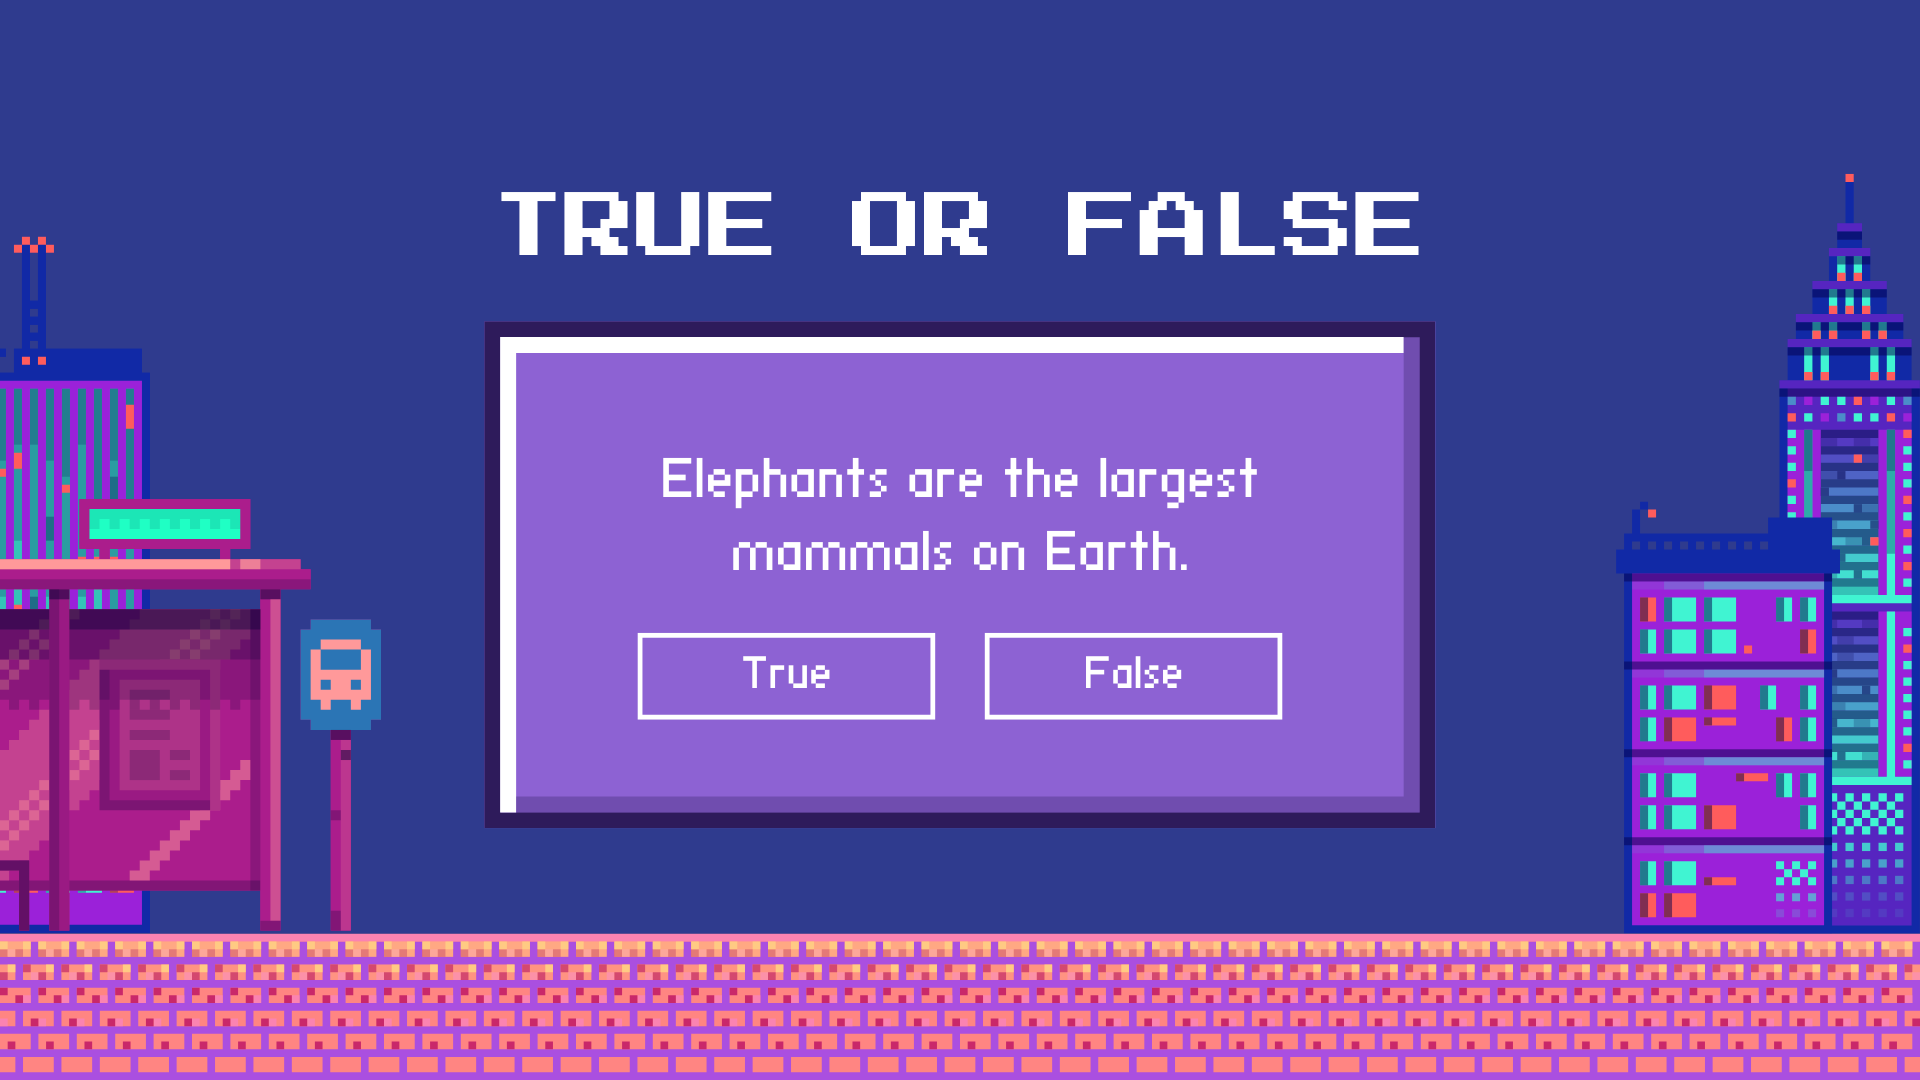 TRUE OR FALSE
Elephants are the largest
mammals on Earth.
True
False